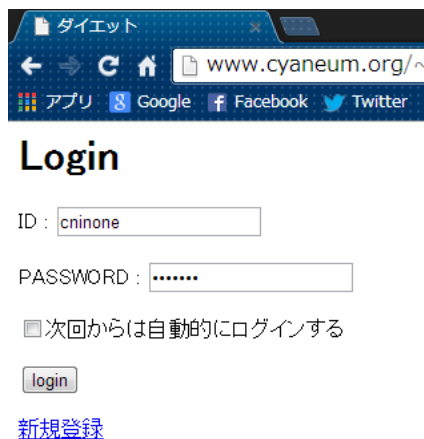 ダイエット
www.cyaneum.org/~
アプリ Google Facebook Twitter
Login
ID : cninone
PASSWORD : •••••••
次回からは自動的にログインする
login
新規登録